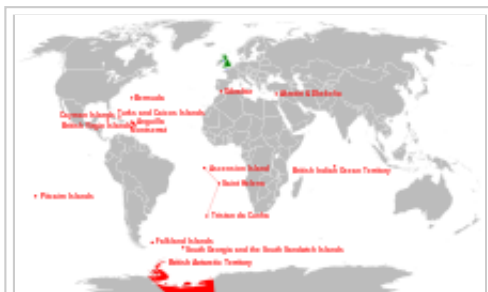 Bermuda
Gibraltar
Akrotiri & Dhekelia
Cayman Islands
Turks and Caicos Islands
British Virgin Islands
Anguilla
Montserrat
Ascension Island
British Indian Ocean Territory
Saint Helena
Pitcairn Islands
Tristan da Cunha
Falkland Islands
South Georgia and the South Sandwich Islands
British Antarctic Territory